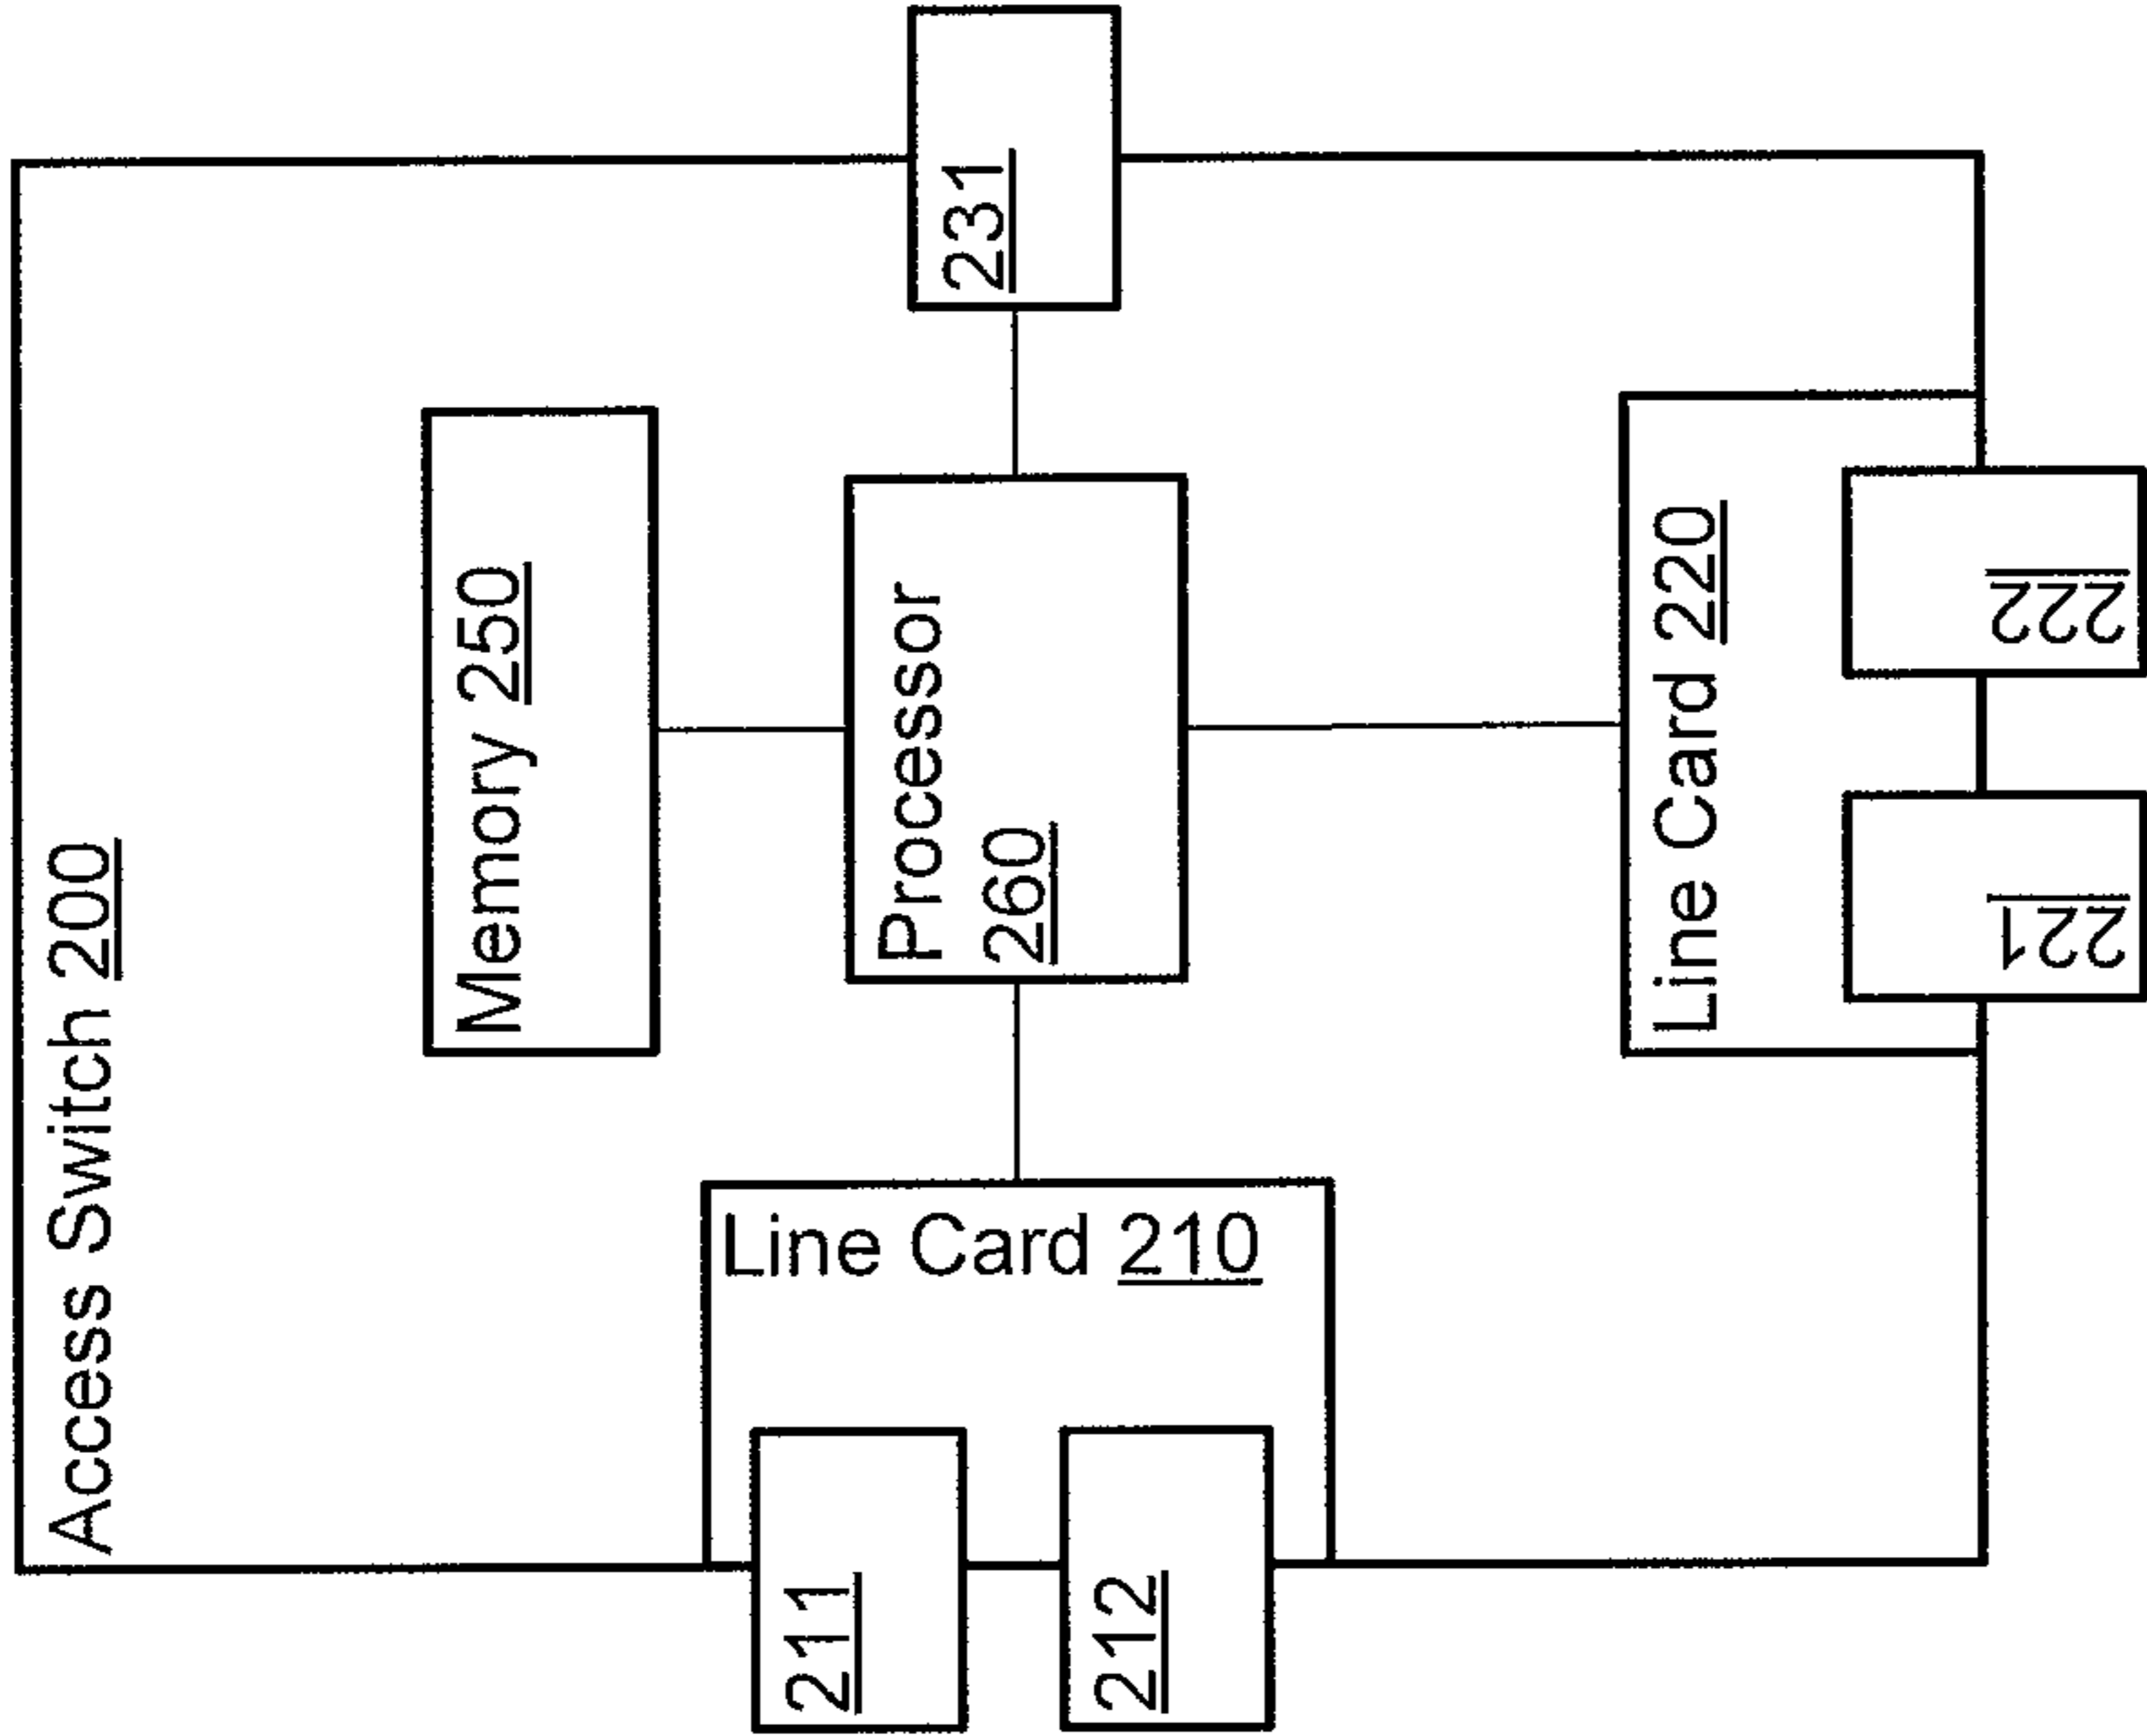 Access Switch 200
Memory 250
231
Processor
260
Line Card 210
211
212
Line Card 220
221
222